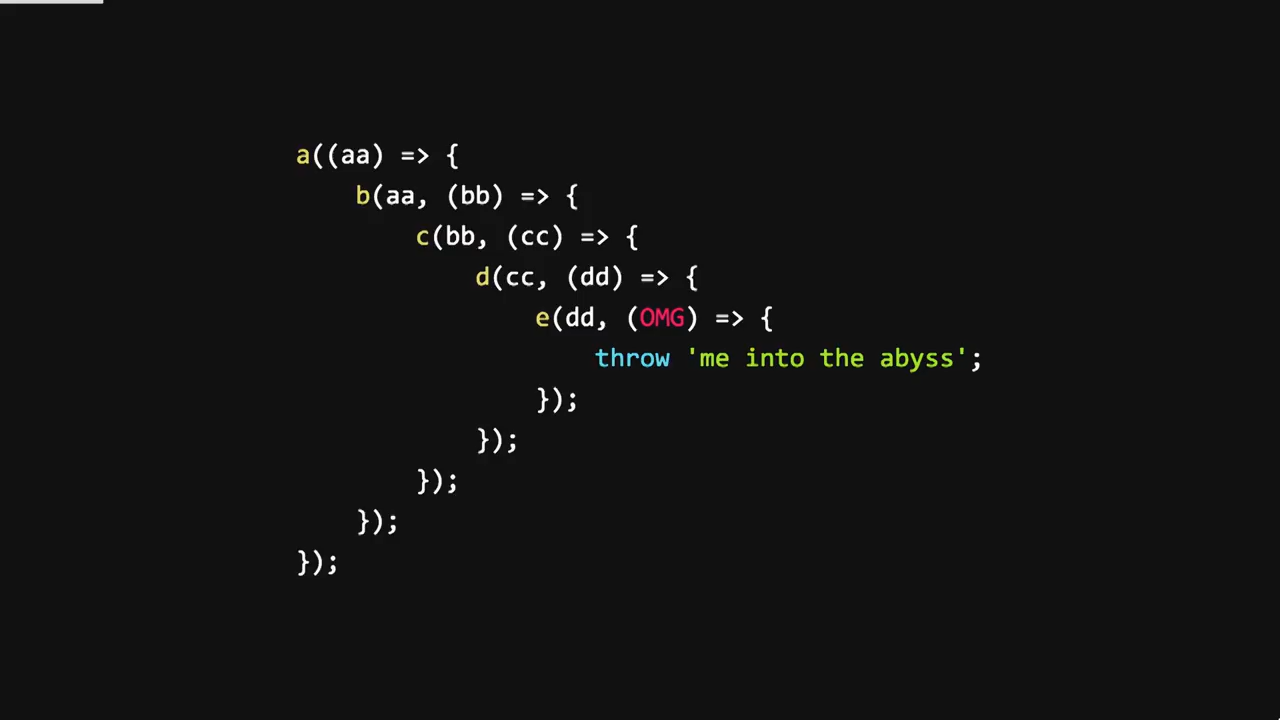 a((aa) => {
    b(aa, (bb) => {
        c(bb, (cc) => {
            d(cc, (dd) => {
                e(dd, (OMG) => {
                    throw 'me into the abyss';
                });
            });
        });
    });
});